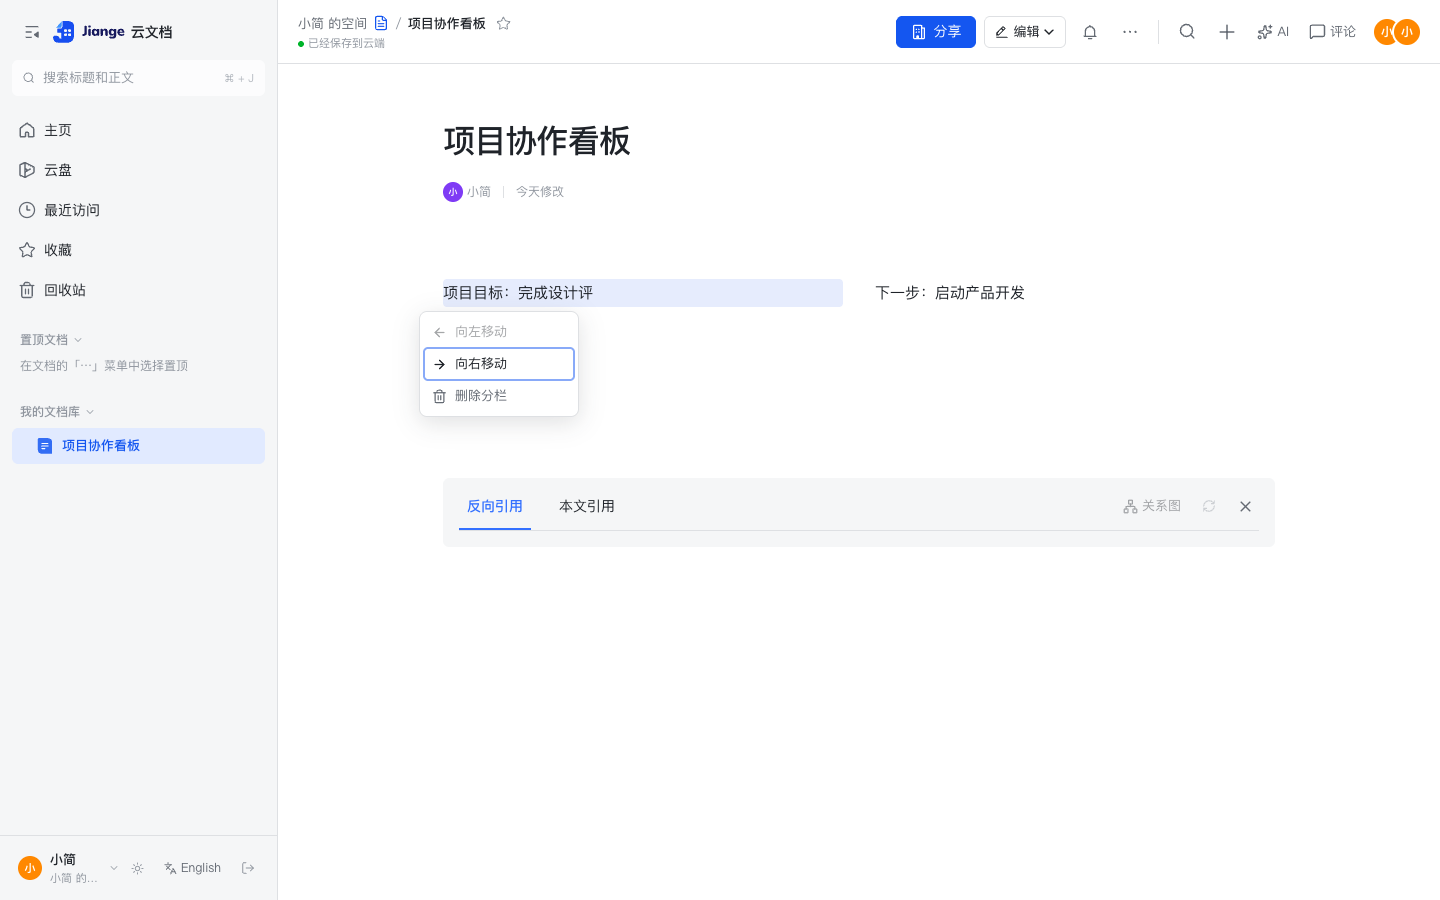 Jiange 云文档
搜索标题和正文 ⌘ + J
主页
云盘
最近访问
收藏
回收站
置顶文档
在文档的「···」菜单中选择置顶
我的文档库
项目协作看板
小 小简
小简 的...
English
小简 的空间 / 项目协作看板
已经保存到云端
分享
编辑
AI
评论
小 小
项目协作看板
小 小简 今天修改
项目目标：完成设计评
下一步：启动产品开发
向左移动
向右移动
删除分栏
反向引用 本文引用 关系图